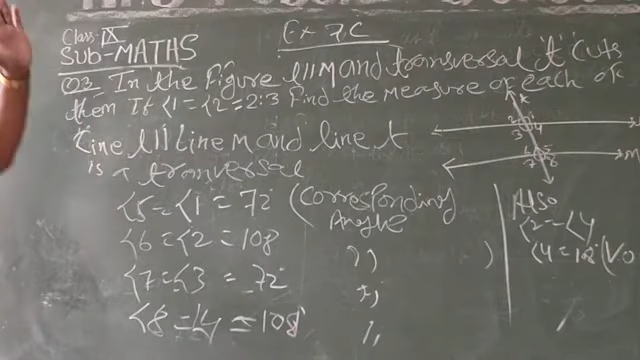 Class-IX
Sub-MATHS
Ex 7C
Q3 In the Figure l||m and transversal 't' cuts
them If <1=<2=2:3 Find the measure of each of
Line l||Line m and line t
is a transversal
<5=<1=72° (Corresponding
Angle
<6=<2=108 ,, )
<7=<3=72° ,,
<8=<4=108° ,,
Also
<2=<4
<4=108° (VO